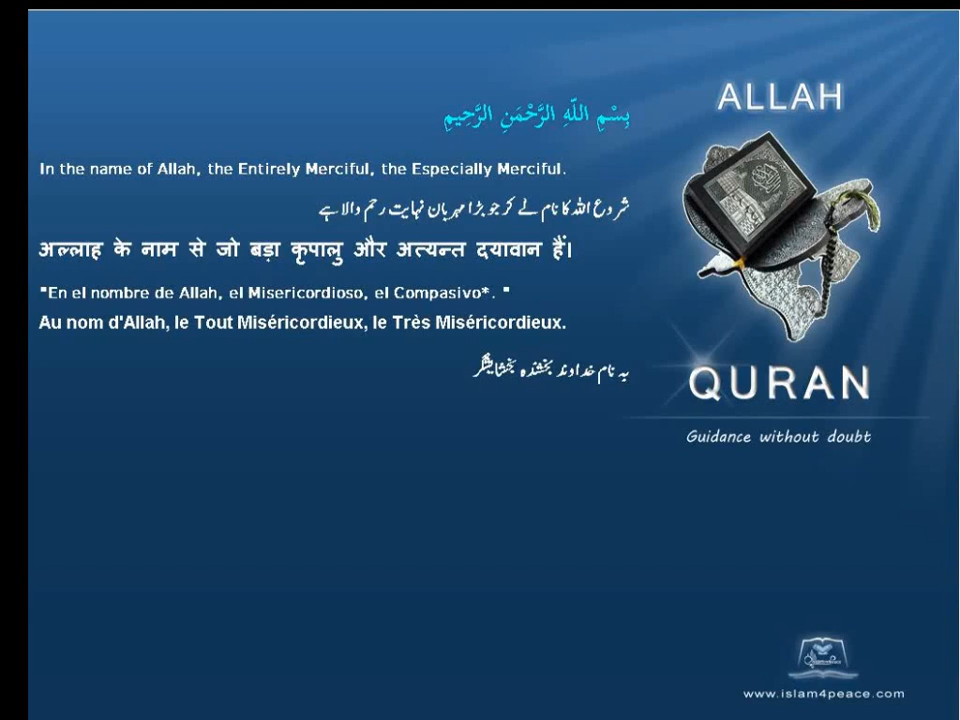 بِسْمِ اللّهِ الرَّحْمَنِ الرَّحِيمِ
In the name of Allah, the Entirely Merciful, the Especially Merciful.
شروع الله کا نام لے کر جو بڑا مہربان نہایت رحم والا ہے
अल्लाह के नाम से जो बड़ा कृपालु और अत्यन्त दयावान हैं।
"En el nombre de Allah, el Misericordioso, el Compasivo*. "
Au nom d'Allah, le Tout Miséricordieux, le Très Miséricordieux.
به نام خداوند بخشنده بخشایشگر
ALLAH
QURAN
Guidance without doubt
www.islam4peace.com